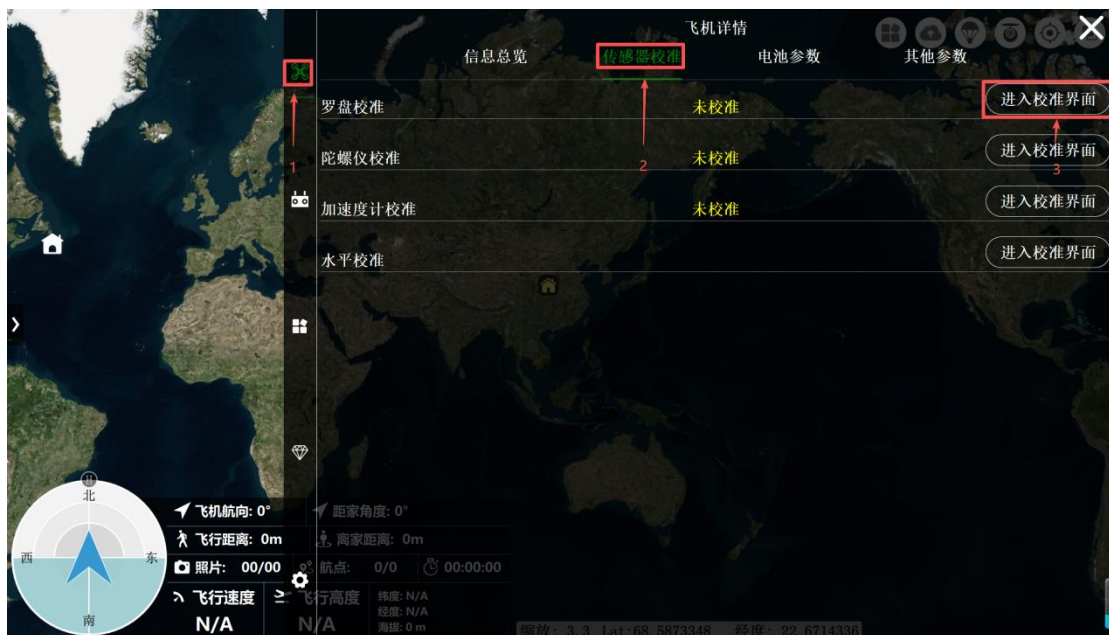 飞机详情
信息总览
传感器校准
电池参数
其他参数
罗盘校准
未校准
进入校准界面
陀螺仪校准
未校准
进入校准界面
加速度计校准
未校准
进入校准界面
水平校准
进入校准界面
1
2
3
北
西
东
南
飞机航向: 0°
距家角度: 0°
飞行距离: 0m
离家距离: 0m
照片: 00/00
航点: 0/0
00:00:00
飞行速度
N/A
飞行高度
N/A
纬度: N/A
经度: N/A
海拔: 0 m
缩放: 3.3 Lat:68.5873348 经度: 22.6714336